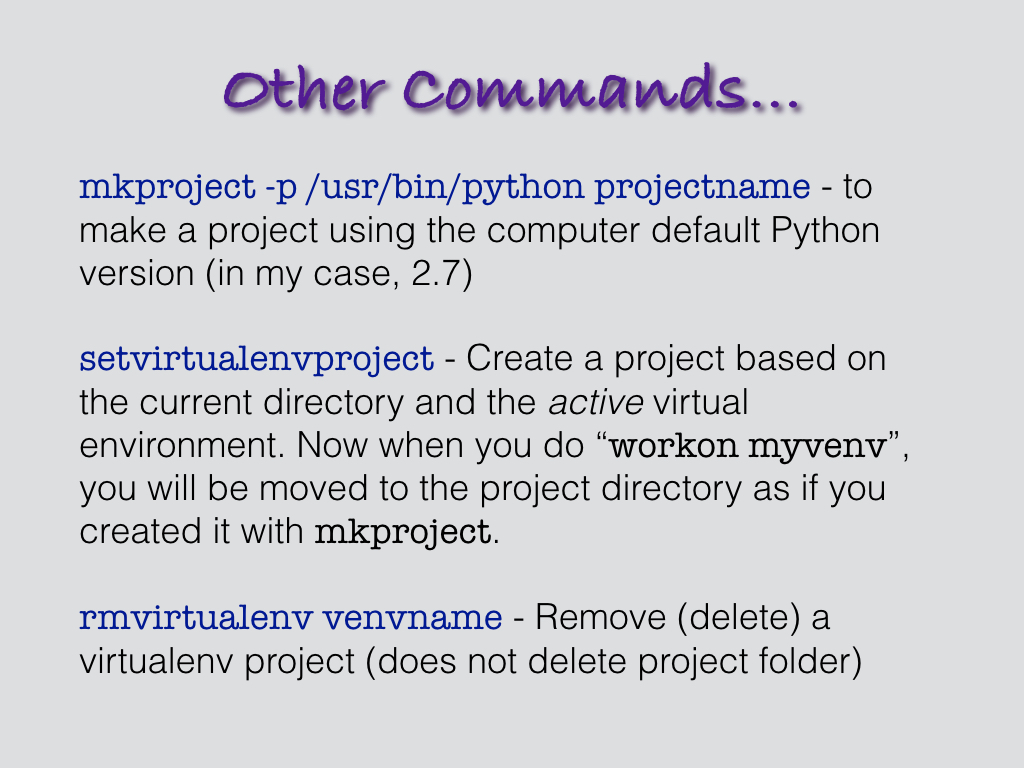 Other Commands...
mkproject -p /usr/bin/python projectname - to
make a project using the computer default Python
version (in my case, 2.7)
setvirtualenvproject - Create a project based on
the current directory and the active virtual
environment. Now when you do “workon myvenv”,
you will be moved to the project directory as if you
created it with mkproject.
rmvirtualenv venvname - Remove (delete) a
virtualenv project (does not delete project folder)